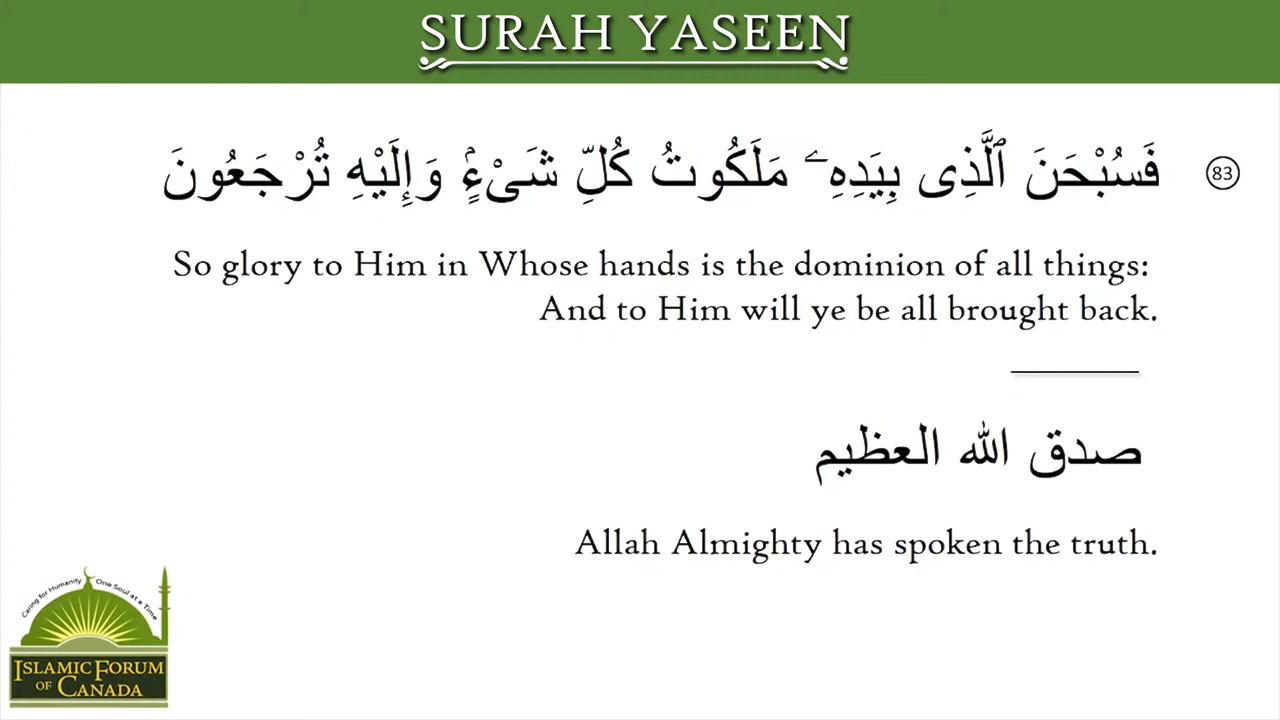 SURAH YASEEN
فَسُبْحَنَ ٱلَّذِى بِيَدِهِۦ مَلَكُوتُ كُلِّ شَىْءٍۢ وَإِلَيْهِ تُرْجَعُونَ 83
So glory to Him in Whose hands is the dominion of all things:
And to Him will ye be all brought back.
صدق الله العظيم
Allah Almighty has spoken the truth.
Caring for Humanity One Soul at a Time
ISLAMIC FORUM
OF CANADA